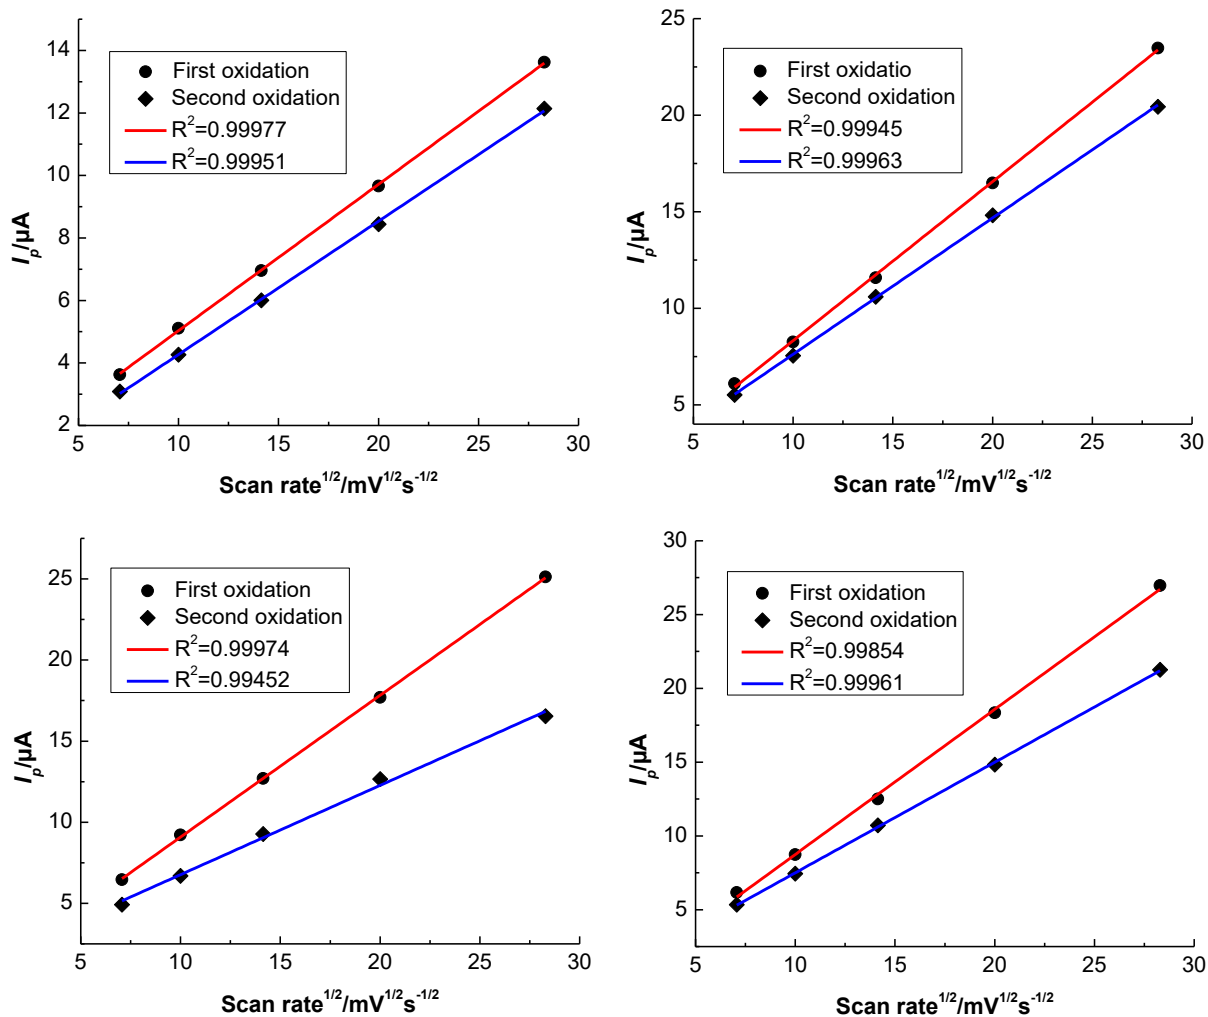 14
12
10
8
6
4
2
I_p/µA
First oxidation
Second oxidation
R²=0.99977
R²=0.99951
5 10 15 20 25 30
Scan rate^1/2/mV^1/2s^-1/2
25
20
15
10
5
I_p/µA
First oxidatio
Second oxidation
R²=0.99945
R²=0.99963
5 10 15 20 25 30
Scan rate^1/2/mV^1/2s^-1/2
25
20
15
10
5
I_p/µA
First oxidation
Second oxidation
R²=0.99974
R²=0.99452
5 10 15 20 25 30
Scan rate^1/2/mV^1/2s^-1/2
30
25
20
15
10
5
I_p/µA
First oxidation
Second oxidation
R²=0.99854
R²=0.99961
5 10 15 20 25 30
Scan rate^1/2/mV^1/2s^-1/2